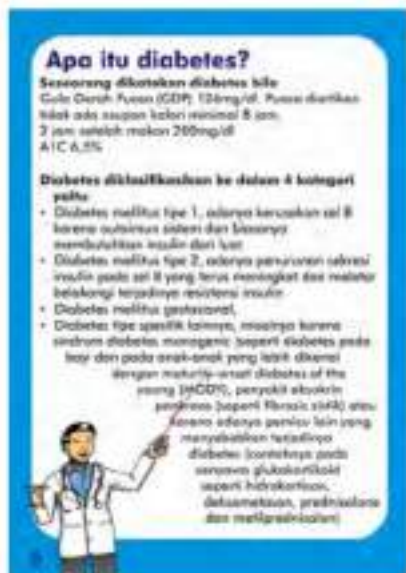 Apa itu diabetes?
Seseorang dikatakan diabetes bila
Gula Darah Puasa (GDP) 126mg/dl. Puasa diartikan
tidak ada asupan kalori minimal 8 jam.
2 jam setelah makan 200mg/dl
A1C 6,5%
Diabetes diklasifikasikan ke dalam 4 kategori
yaitu
• Diabetes mellitus tipe 1, adanya kerusakan sel B
karena autoimun sistem dan biasanya
membutuhkan insulin dari luar
• Diabetes mellitus tipe 2, adanya penurunan sekresi
insulin pada sel B yang terus meningkat dan melatar
belakangi terjadinya resistensi insulin
• Diabetes mellitus gestasional,
• Diabetes tipe spesifik lainnya, misalnya karena
sindrom diabetes monogenic (seperti diabetes pada
bayi dan pada anak-anak yang lebih dikenal
dengan maturity-onset diabetes of the
young (MODY), penyakit eksokrin
pankreas (seperti fibrosis sistik) atau
karena adanya pemicu lain yang
menyebabkan terjadinya
diabetes (contohnya pada
senyawa glukokortikoid
seperti hidrokortison,
deksametason, prednisolone
dan metilprednisolon)